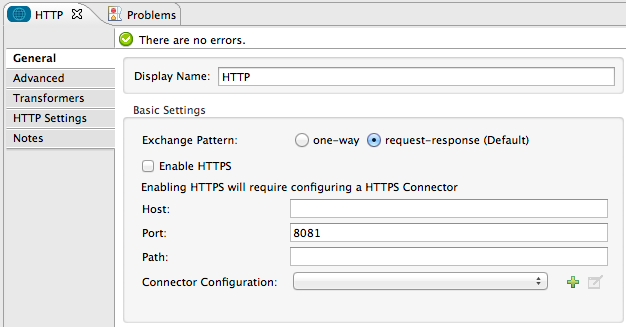 HTTP
Problems
There are no errors.
General
Advanced
Transformers
HTTP Settings
Notes
Display Name: HTTP
Basic Settings
Exchange Pattern: one-way request-response (Default)
Enable HTTPS
Enabling HTTPS will require configuring a HTTPS Connector
Host:
Port: 8081
Path:
Connector Configuration: